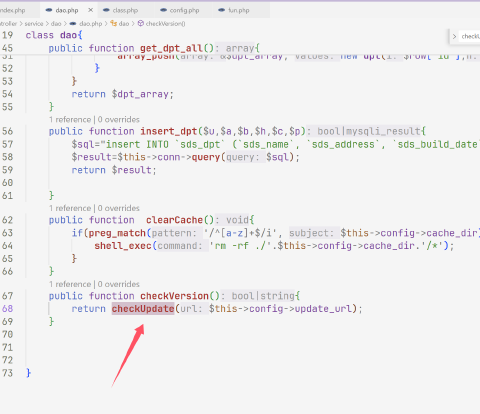 index.php dao.php × class.php config.php fun.php
ontroller > service > dao > dao.php > dao > checkVersion()
19 class dao{
45 public function get_dpt_all(): array{
51 array_push(array: &$dpt_array, values: new dpt(i: $row['id'],n:
52 }
53 }
54 return $dpt_array;
55 }
1 reference | 0 overrides
56 public function insert_dpt($u,$a,$b,$h,$c,$p): bool|mysqli_result{
57 $sql="insert INTO `sds_dpt` (`sds_name`, `sds_address`, `sds_build_date`
58 $result=$this->conn->query(query: $sql);
59 return $result;
60
61 }
1 reference | 0 overrides
62 public function clearCache(): void{
63 if(preg_match(pattern: '/^[a-z]+$/i', subject: $this->config->cache_dir)
64 shell_exec(command: 'rm -rf ./'.$this->config->cache_dir.'/*');
65 }
66 }
1 reference | 0 overrides
67 public function checkVersion(): bool|string{
68 return checkUpdate(url: $this->config->update_url);
69 }
70
71
72
73 }
> checkU